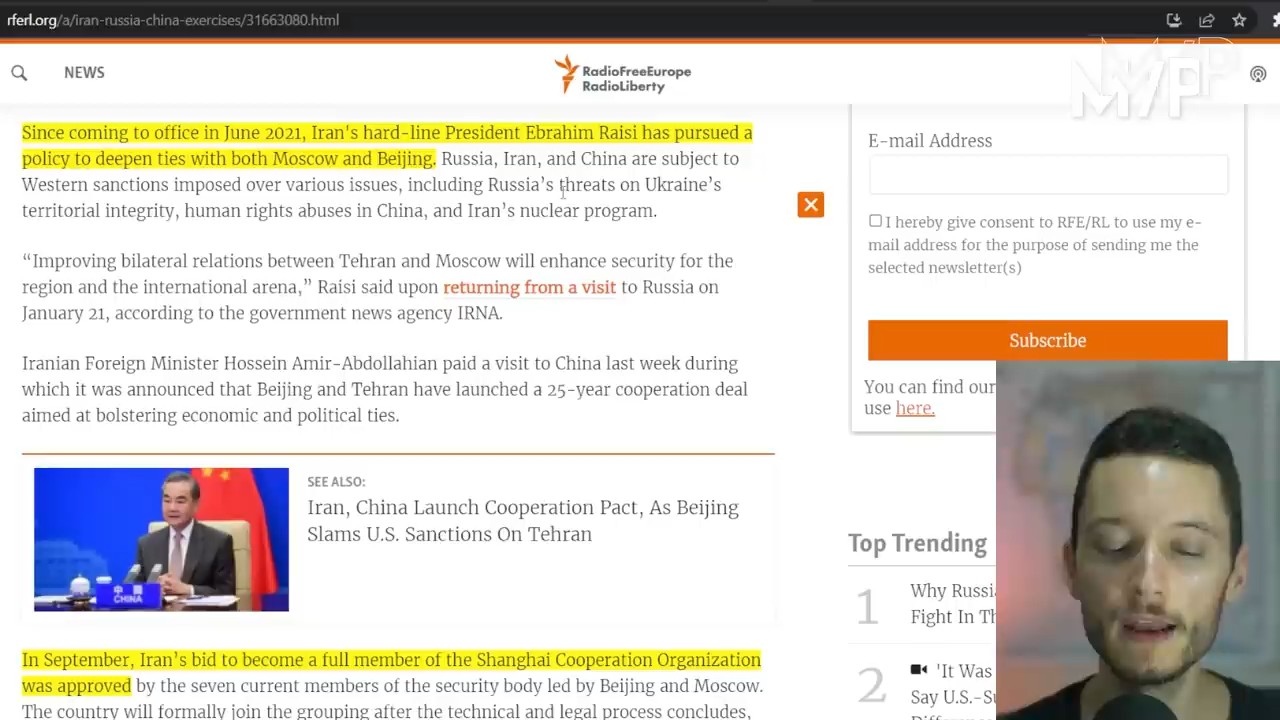 rferl.org/a/iran-russia-china-exercises/31663080.html
NEWS
RadioFreeEurope
RadioLiberty
MVP
Since coming to office in June 2021, Iran's hard-line President Ebrahim Raisi has pursued a
policy to deepen ties with both Moscow and Beijing. Russia, Iran, and China are subject to
Western sanctions imposed over various issues, including Russia’s threats on Ukraine’s
territorial integrity, human rights abuses in China, and Iran’s nuclear program.
“Improving bilateral relations between Tehran and Moscow will enhance security for the
region and the international arena,” Raisi said upon returning from a visit to Russia on
January 21, according to the government news agency IRNA.
Iranian Foreign Minister Hossein Amir-Abdollahian paid a visit to China last week during
which it was announced that Beijing and Tehran have launched a 25-year cooperation deal
aimed at bolstering economic and political ties.
SEE ALSO:
Iran, China Launch Cooperation Pact, As Beijing
Slams U.S. Sanctions On Tehran
中国
CHINA
In September, Iran’s bid to become a full member of the Shanghai Cooperation Organization
was approved by the seven current members of the security body led by Beijing and Moscow.
The country will formally join the grouping after the technical and legal process concludes,
E-mail Address
I hereby give consent to RFE/RL to use my e-
mail address for the purpose of sending me the
selected newsletter(s)
Subscribe
You can find our
use here.
Top Trending
1
Why Russia
Fight In Th
2
'It Was
Say U.S.-Su